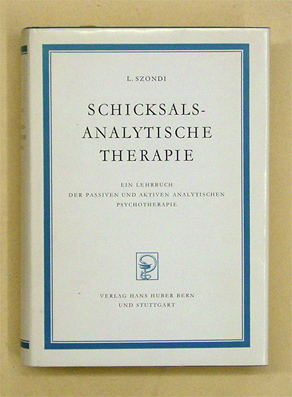 L. SZONDI
SCHICKSALS-
ANALYTISCHE
THERAPIE
EIN LEHRBUCH
DER PASSIVEN UND AKTIVEN ANALYTISCHEN
PSYCHOTHERAPIE
VERLAG HANS HUBER BERN
UND STUTTGART